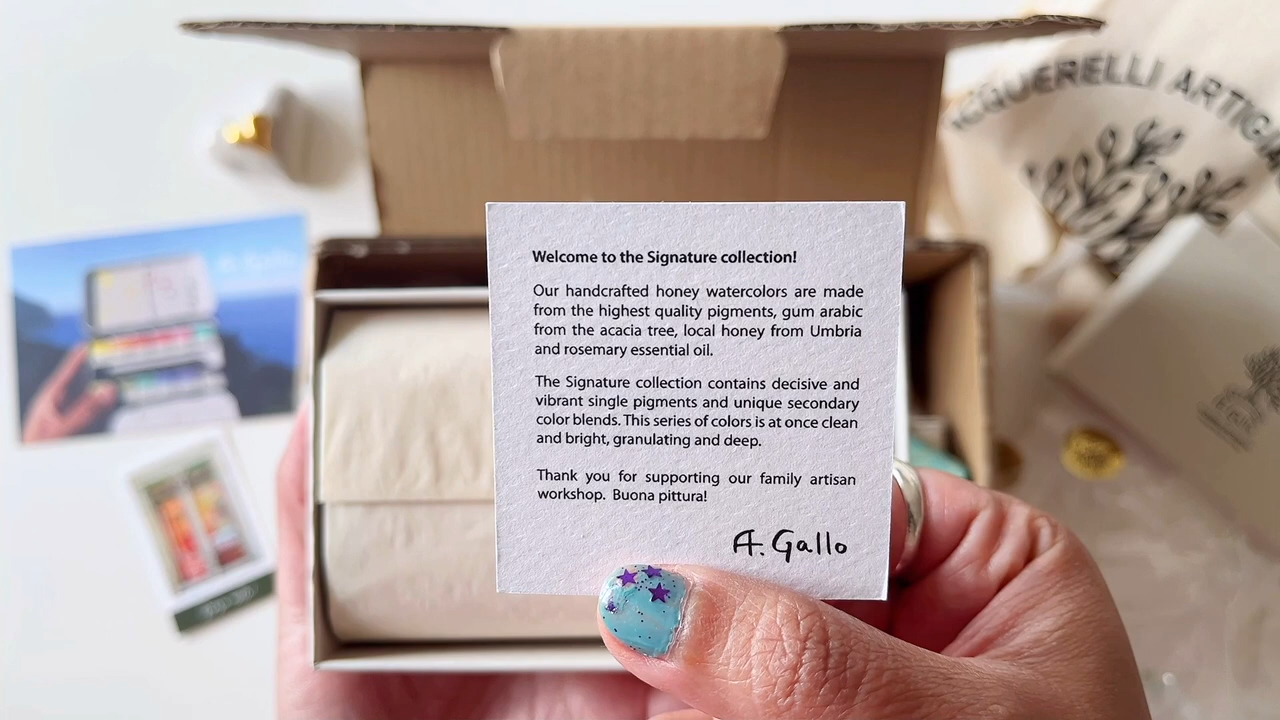 ACQUERELLI ARTIGIA
Welcome to the Signature collection!
Our handcrafted honey watercolors are made
from the highest quality pigments, gum arabic
from the acacia tree, local honey from Umbria
and rosemary essential oil.
The Signature collection contains decisive and
vibrant single pigments and unique secondary
color blends. This series of colors is at once clean
and bright, granulating and deep.
Thank you for supporting our family artisan
workshop. Buona pittura!
A. Gallo